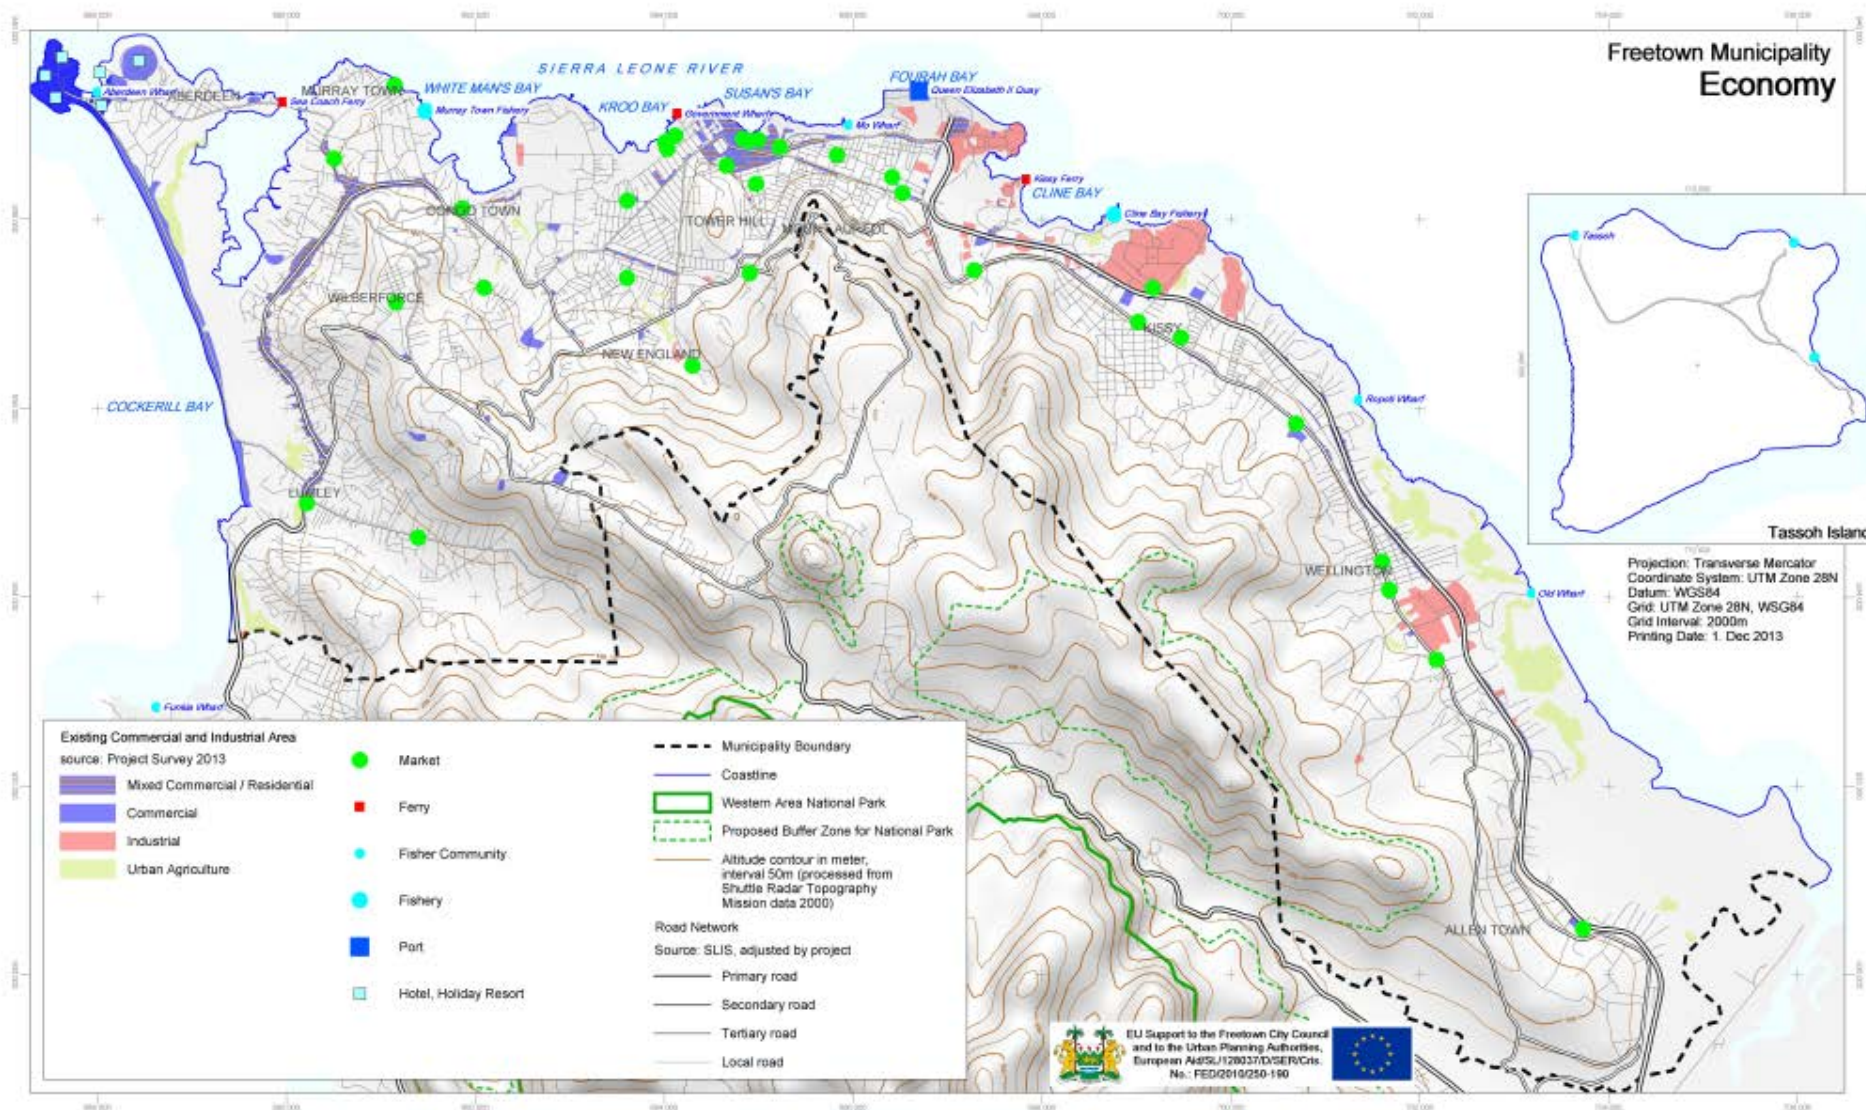 Freetown Municipality
Economy
SIERRA LEONE RIVER
FOURAH BAY
Queen Elizabeth II Quay
WHITE MAN'S BAY
SUSAN'S BAY
KROO BAY
MURRAY TOWN
ABERDEEN
Aberdeen Wharf
Sea Coach Ferry
Murray Town Fishery
Government Wharf
Mo Wharf
Kissy Ferry
CLINE BAY
Cline Bay Fishery
CONGO TOWN
TOWER HILL
MOUNT AUREOL
WILBERFORCE
NEW ENGLAND
KISSY
COCKERILL BAY
Ropoti Wharf
LUMLEY
WELLINGTON
Old Wharf
Funkia Wharf
ALLEN TOWN
Tassoh
Tassoh Island
Projection: Transverse Mercator
Coordinate System: UTM Zone 28N
Datum: WGS84
Grid: UTM Zone 28N, WSG84
Grid Interval: 2000m
Printing Date: 1. Dec 2013
Existing Commercial and Industrial Area
source: Project Survey 2013
Mixed Commercial / Residential
Commercial
Industrial
Urban Agriculture
Market
Ferry
Fisher Community
Fishery
Port
Hotel, Holiday Resort
Municipality Boundary
Coastline
Western Area National Park
Proposed Buffer Zone for National Park
Altitude contour in meter,
interval 50m (processed from
Shuttle Radar Topography
Mission data 2000)
Road Network
Source: SLIS, adjusted by project
Primary road
Secondary road
Tertiary road
Local road
EU Support to the Freetown City Council
and to the Urban Planning Authorities,
European Aid/SL/128037/D/SER/Cris.
No.: FED/2010/250-190